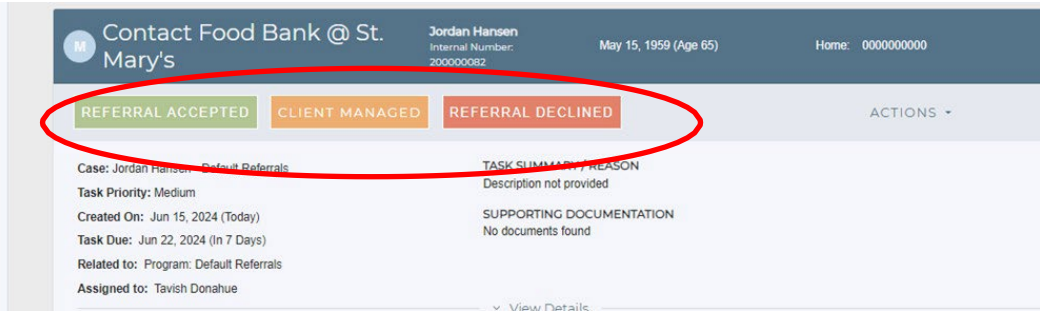 M
Contact Food Bank @ St.
Mary's
Jordan Hansen
Internal Number:
200000082
May 15, 1959 (Age 65)
Home: 0000000000
REFERRAL ACCEPTED
CLIENT MANAGED
REFERRAL DECLINED
ACTIONS
Case: Jordan Hansen - Default Referrals
Task Priority: Medium
Created On: Jun 15, 2024 (Today)
Task Due: Jun 22, 2024 (In 7 Days)
Related to: Program: Default Referrals
Assigned to: Tavish Donahue
TASK SUMMARY / REASON
Description not provided
SUPPORTING DOCUMENTATION
No documents found
View Details